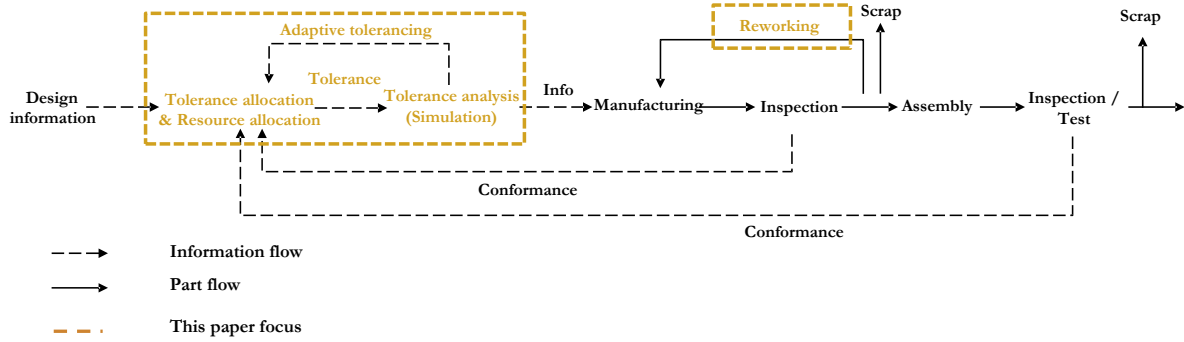 Scrap
Scrap
Reworking
Adaptive tolerancing
Tolerance
Info
Design
information
Tolerance allocation
& Resource allocation
Tolerance analysis
(Simulation)
Manufacturing
Inspection
Assembly
Inspection /
Test
Conformance
Conformance
Information flow
Part flow
This paper focus